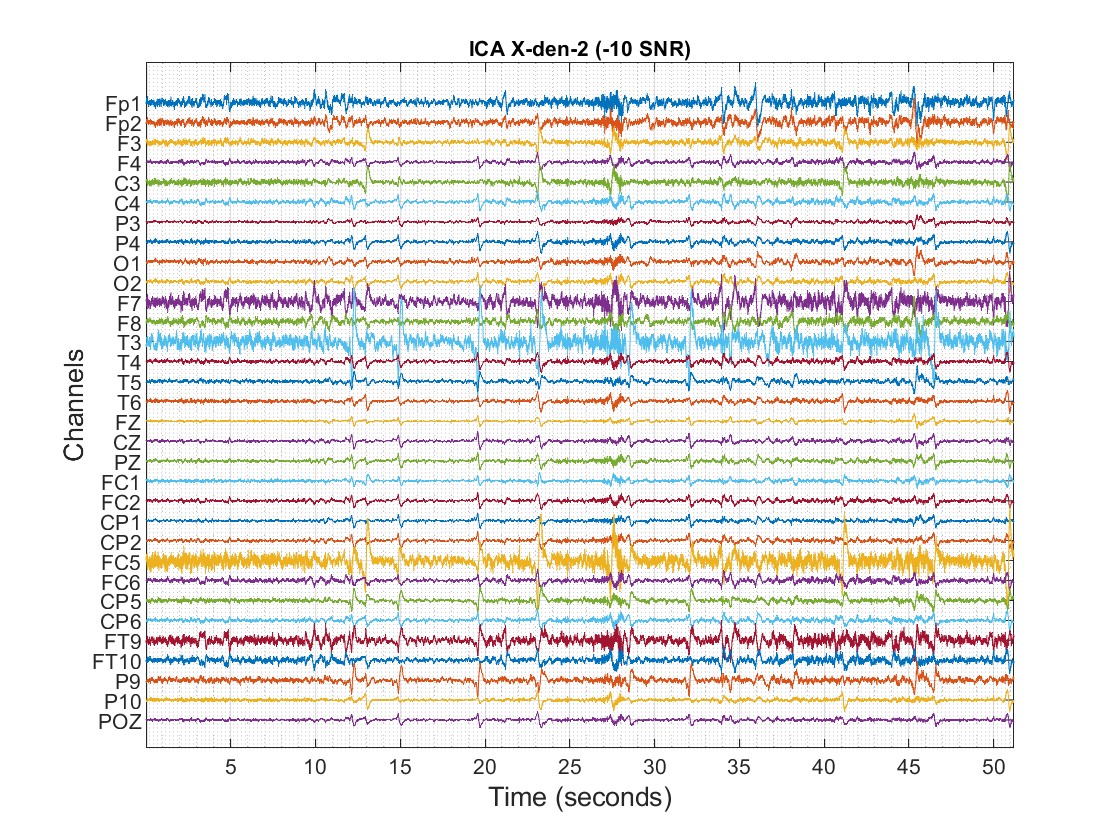 ICA X-den-2 (-10 SNR)
Channels
Fp1
Fp2
F3
F4
C3
C4
P3
P4
O1
O2
F7
F8
T3
T4
T5
T6
FZ
CZ
PZ
FC1
FC2
CP1
CP2
FC5
FC6
CP5
CP6
FT9
FT10
P9
P10
POZ
5 10 15 20 25 30 35 40 45 50
Time (seconds)